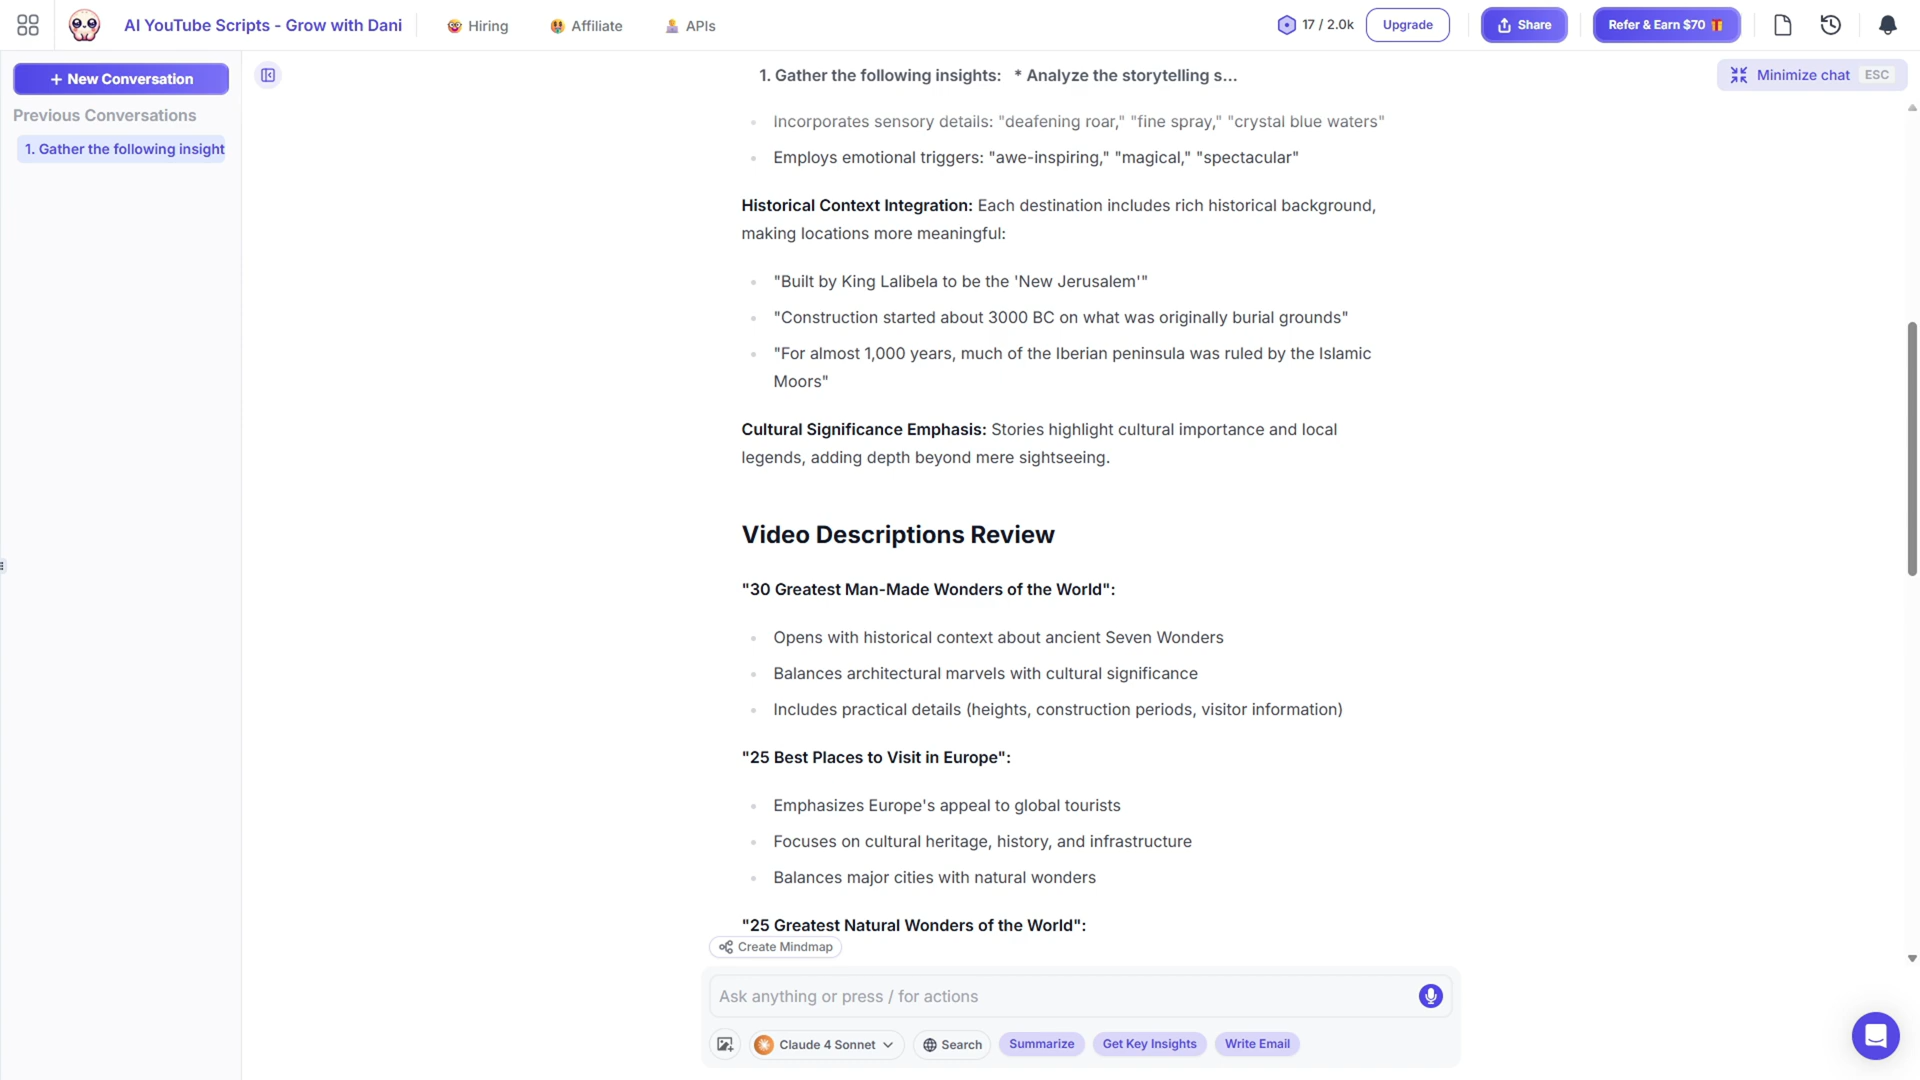 AI YouTube Scripts - Grow with Dani
Hiring
Affiliate
APIs
17 / 2.0k
Upgrade
Share
Refer & Earn $70
+ New Conversation
Previous Conversations
1. Gather the following insight
1. Gather the following insights: * Analyze the storytelling s...
Minimize chat ESC
Incorporates sensory details: "deafening roar," "fine spray," "crystal blue waters"
Employs emotional triggers: "awe-inspiring," "magical," "spectacular"
Historical Context Integration: Each destination includes rich historical background,
making locations more meaningful:
"Built by King Lalibela to be the 'New Jerusalem'"
"Construction started about 3000 BC on what was originally burial grounds"
"For almost 1,000 years, much of the Iberian peninsula was ruled by the Islamic
Moors"
Cultural Significance Emphasis: Stories highlight cultural importance and local
legends, adding depth beyond mere sightseeing.
Video Descriptions Review
"30 Greatest Man-Made Wonders of the World":
Opens with historical context about ancient Seven Wonders
Balances architectural marvels with cultural significance
Includes practical details (heights, construction periods, visitor information)
"25 Best Places to Visit in Europe":
Emphasizes Europe's appeal to global tourists
Focuses on cultural heritage, history, and infrastructure
Balances major cities with natural wonders
"25 Greatest Natural Wonders of the World":
Create Mindmap
Ask anything or press / for actions
Claude 4 Sonnet
Search
Summarize
Get Key Insights
Write Email